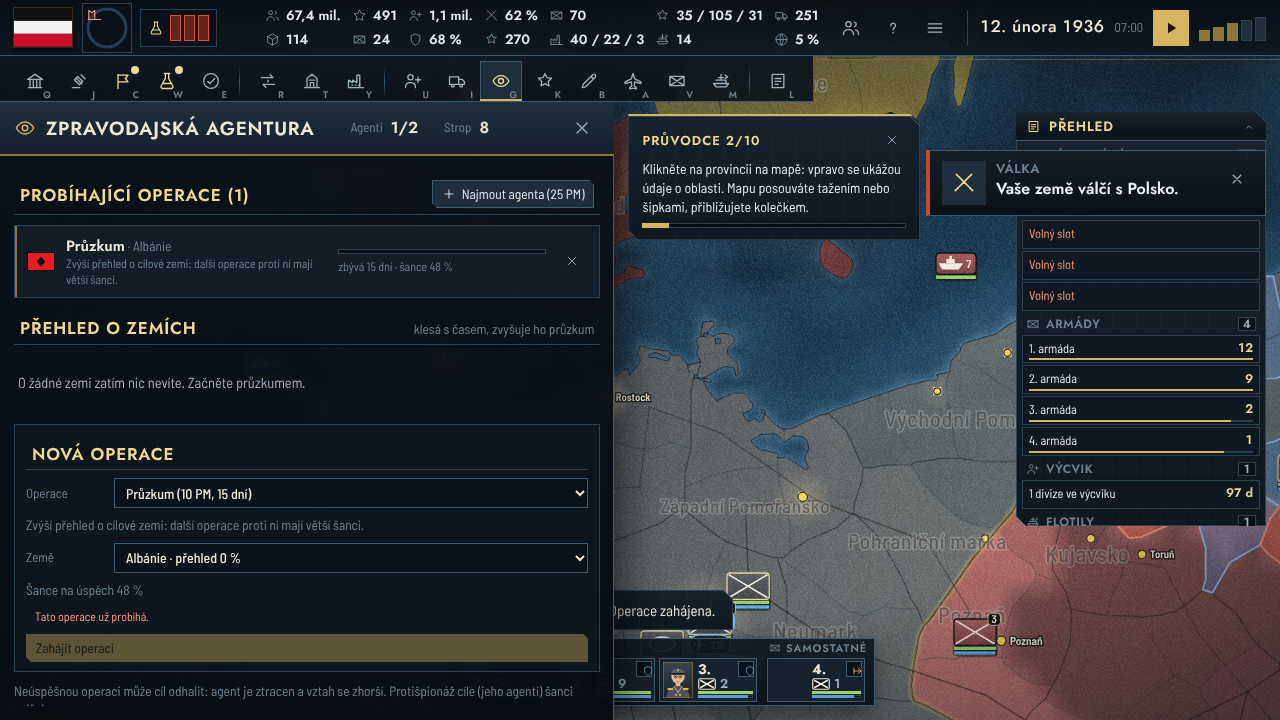 67,4 mil. 491 1,1 mil. 62 % 70 35 / 105 / 31 251
114 24 68 % 270 40 / 22 / 3 14 5 %
? 12. února 1936 07:00
Q J C W E R T Y U I G K B A V M L
ZPRAVODAJSKÁ AGENTURA Agenti 1/2 Strop 8
PROBÍHAJÍCÍ OPERACE (1) Najmout agenta (25 PM)
Průzkum · Albánie
Zvýší přehled o cílové zemi: další operace proti ní mají
větší šanci.
zbývá 15 dní · šance 48 %
PŘEHLED O ZEMÍCH klesá s časem, zvyšuje ho průzkum
O žádné zemi zatím nic nevíte. Začněte průzkumem.
NOVÁ OPERACE
Operace Průzkum (10 PM, 15 dní)
Zvýší přehled o cílové zemi: další operace proti ní mají větší šanci.
Země Albánie · přehled 0 %
Šance na úspěch 48 %
Tato operace už probíhá.
Zahájit operaci
Neúspěšnou operaci může cíl odhalit: agent je ztracen a vztah se zhorší. Protišpionáž cíle (jeho agenti) šanci
PRŮVODCE 2/10
Klikněte na provincii na mapě: vpravo se ukážou
údaje o oblasti. Mapu posouváte tažením nebo
šipkami, přibližujete kolečkem.
PŘEHLED
VÁLKA
Vaše země válčí s Polskem.
Volný slot
Volný slot
Volný slot
ARMÁDY 4
1. armáda 12
2. armáda 9
3. armáda 2
4. armáda 1
VÝCVIK 1
1 divize ve výcviku 97 d
FLOTILY 1
7
Rostock
Východní Pom
Západní Pomořansko
Pohraniční marka
Kujavsko
Toruň
Poznaň
3
Poznaň
Neumark
Operace zahájena.
SAMOSTATNÉ
9
3.
2
4.
1